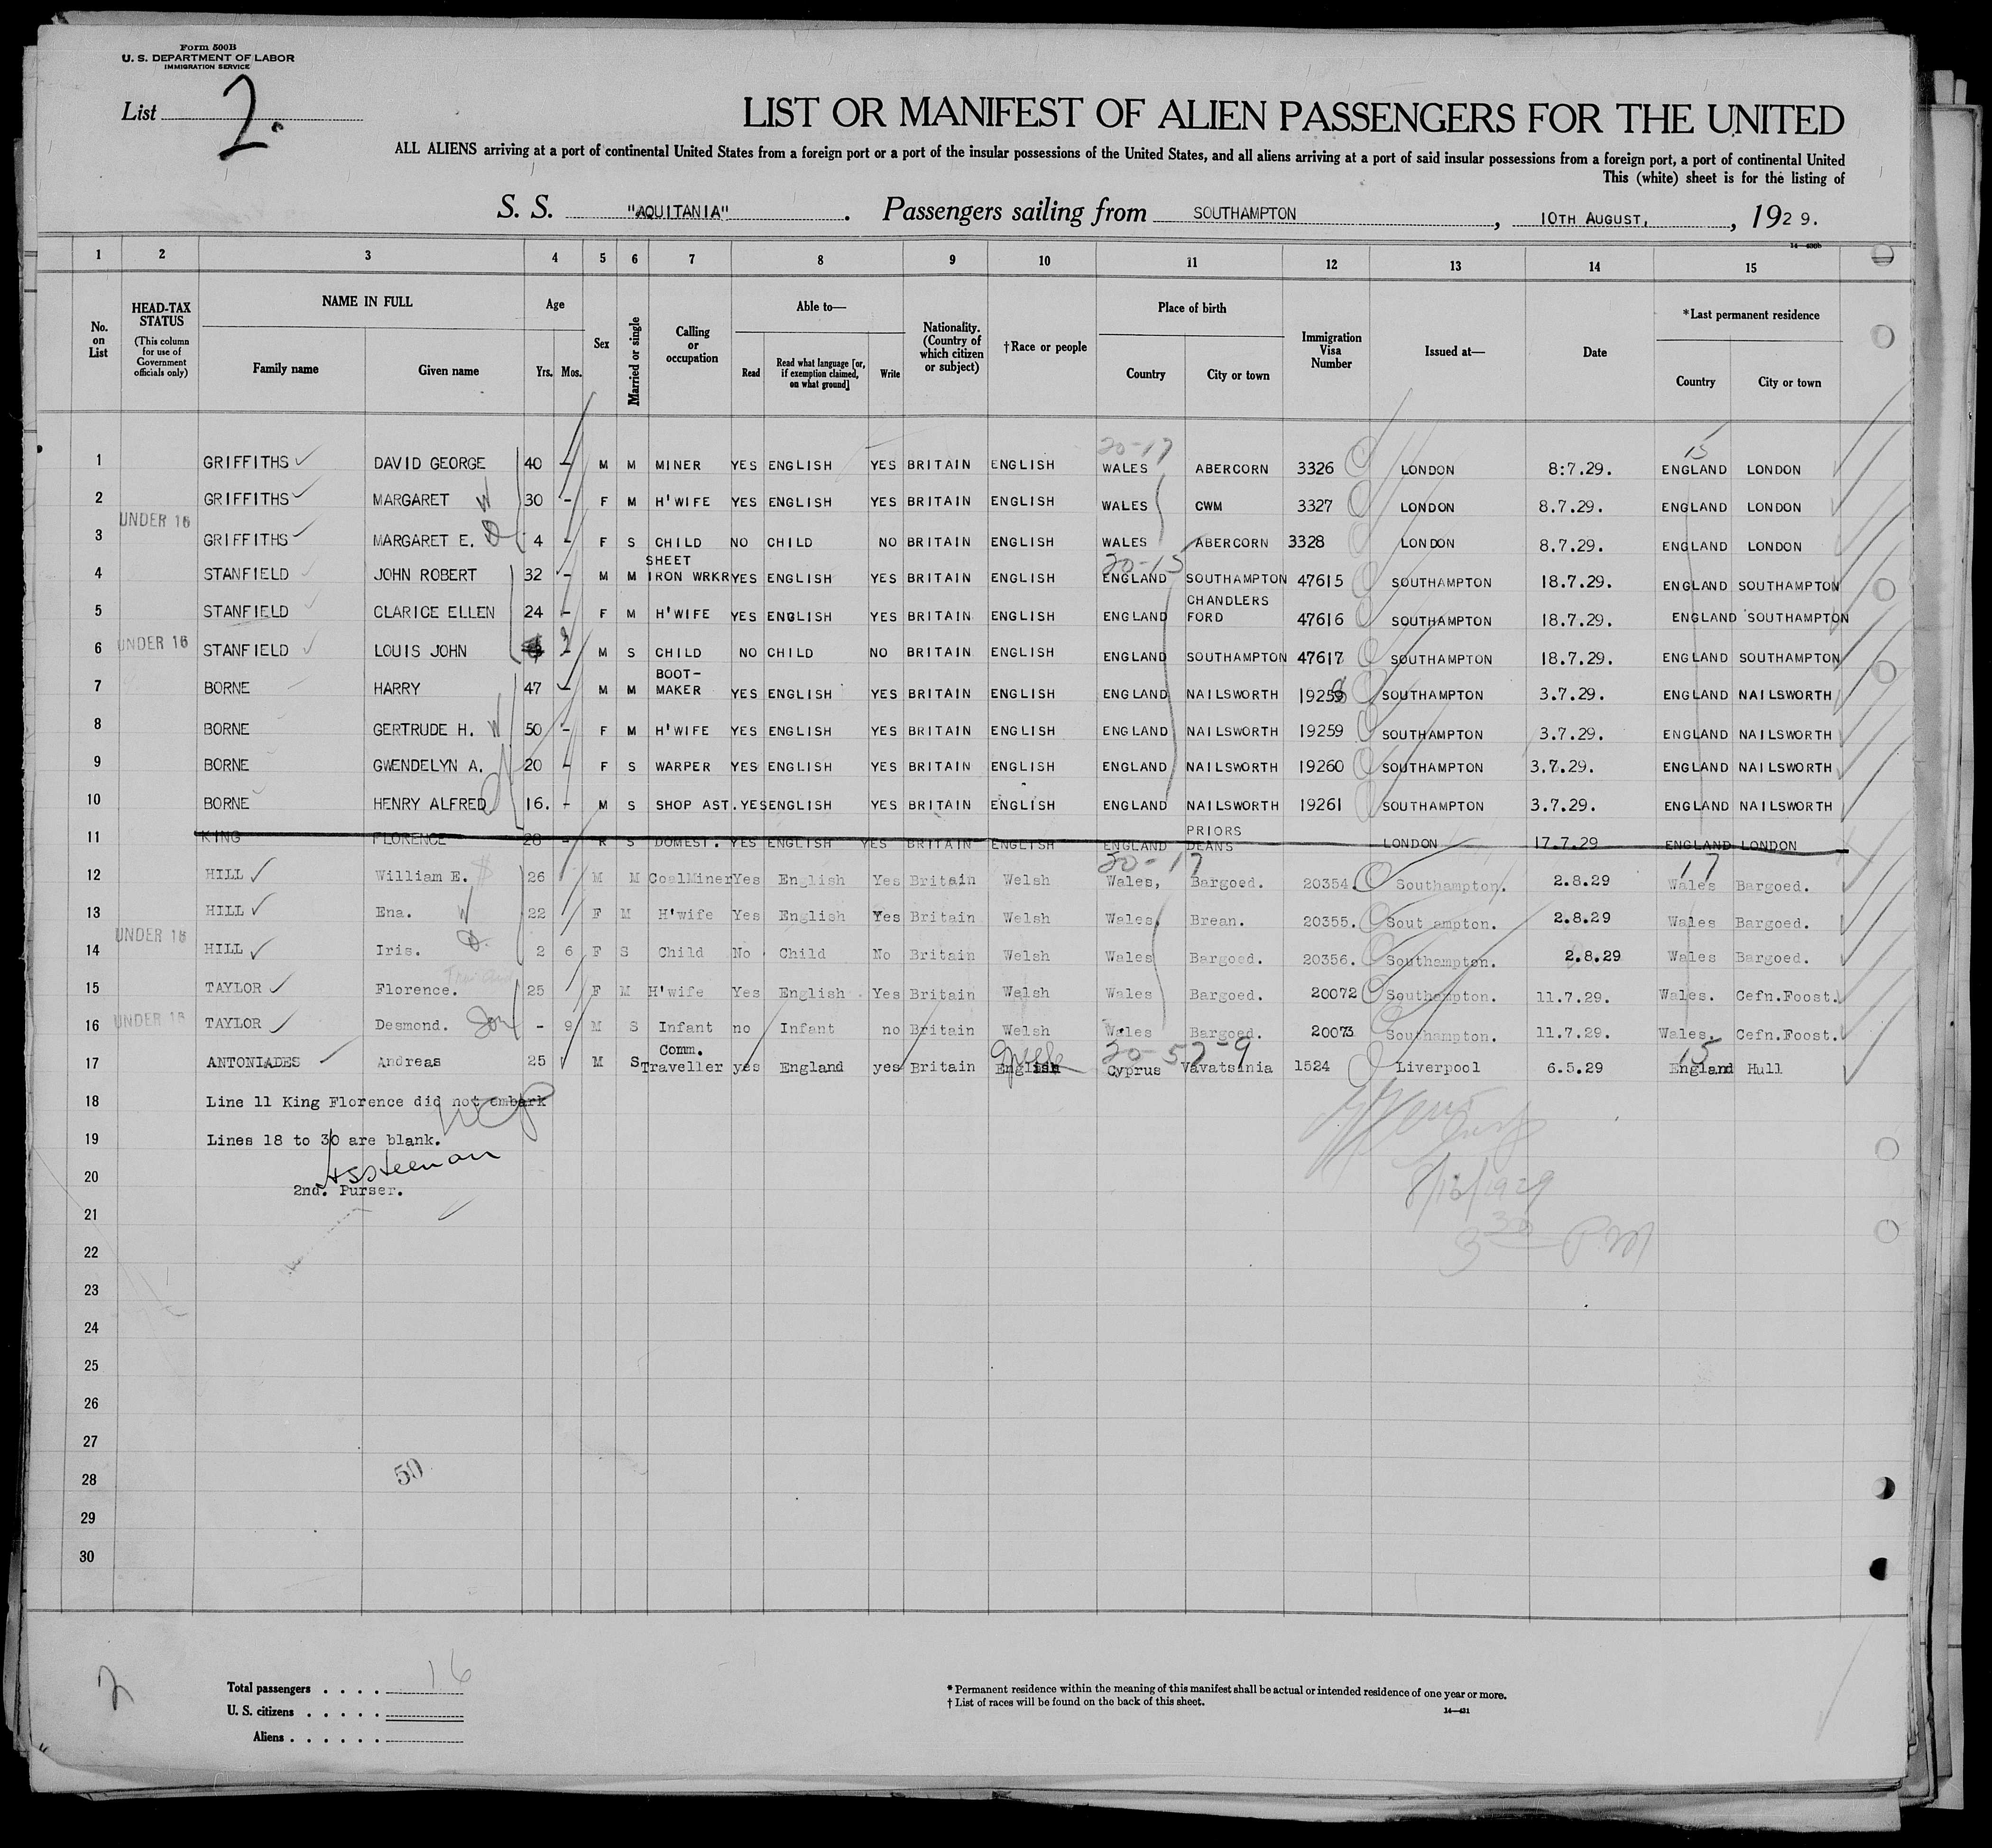 Form 500B
U. S. DEPARTMENT OF LABOR
IMMIGRATION SERVICE
List 2.
LIST OR MANIFEST OF ALIEN PASSENGERS FOR THE UNITED
ALL ALIENS arriving at a port of continental United States from a foreign port or a port of the insular possessions of the United States, and all aliens arriving at a port of said insular possessions from a foreign port, a port of continental United
This (white) sheet is for the listing of
S. S. "AQUITANIA". Passengers sailing from SOUTHAMPTON, 10TH AUGUST, , 1929.
1 2 3 4 5 6 7 8 9 10 11 12 13 14 15
No. on List
HEAD-TAX STATUS (This column for use of Government officials only)
NAME IN FULL Family name Given name
Age Yrs. Mos.
Sex
Married or single
Calling or occupation
Able to— Read Read what language [or, if exemption claimed, on what ground] Write
Nationality. (Country of which citizen or subject)
†Race or people
Place of birth Country City or town
Immigration Visa Number
Issued at—
Date
*Last permanent residence Country City or town
20-17 15
1 GRIFFITHS DAVID GEORGE 40 - M M MINER YES ENGLISH YES BRITAIN ENGLISH WALES ABERCORN 3326 LONDON 8:7.29. ENGLAND LONDON
2 GRIFFITHS MARGARET W 30 - F M H'WIFE YES ENGLISH YES BRITAIN ENGLISH WALES CWM 3327 LONDON 8.7.29. ENGLAND LONDON
3 UNDER 16 GRIFFITHS MARGARET E. D 4 - F S CHILD NO CHILD NO BRITAIN ENGLISH WALES ABERCORN 3328 LONDON 8.7.29. ENGLAND LONDON
20-15
4 STANFIELD JOHN ROBERT 32 - M M SHEET IRON WRKR YES ENGLISH YES BRITAIN ENGLISH ENGLAND SOUTHAMPTON 47615 SOUTHAMPTON 18.7.29. ENGLAND SOUTHAMPTON
5 STANFIELD CLARICE ELLEN 24 - F M H'WIFE YES ENGLISH YES BRITAIN ENGLISH ENGLAND CHANDLERS FORD 47616 SOUTHAMPTON 18.7.29. ENGLAND SOUTHAMPTON
6 UNDER 16 STANFIELD LOUIS JOHN M S CHILD NO CHILD NO BRITAIN ENGLISH ENGLAND SOUTHAMPTON 47617 SOUTHAMPTON 18.7.29. ENGLAND SOUTHAMPTON
7 BORNE HARRY 47 - M M BOOT-MAKER YES ENGLISH YES BRITAIN ENGLISH ENGLAND NAILSWORTH 19258 SOUTHAMPTON 3.7.29. ENGLAND NAILSWORTH
8 BORNE GERTRUDE H. W 50 - F M H'WIFE YES ENGLISH YES BRITAIN ENGLISH ENGLAND NAILSWORTH 19259 SOUTHAMPTON 3.7.29. ENGLAND NAILSWORTH
9 BORNE GWENDELYN A. 20 - F S WARPER YES ENGLISH YES BRITAIN ENGLISH ENGLAND NAILSWORTH 19260 SOUTHAMPTON 3.7.29. ENGLAND NAILSWORTH
10 BORNE HENRY ALFRED 16. - M S SHOP AST. YES ENGLISH YES BRITAIN ENGLISH ENGLAND NAILSWORTH 19261 SOUTHAMPTON 3.7.29. ENGLAND NAILSWORTH
11 KING FLORENCE 28 - S DOMEST. YES ENGLISH YES BRITAIN ENGLISH ENGLAND PRIORS DEANS LONDON 17.7.29 ENGLAND LONDON
20-17 17
12 HILL William E. 26 M M CoalMiner Yes English Yes Britain Welsh Wales, Bargoed. 20354. Southampton. 2.8.29 Wales Bargoed.
13 HILL Ena. W 22 F M H'wife Yes English Yes Britain Welsh Wales, Brean. 20355. Sout ampton. 2.8.29 Wales Bargoed.
14 UNDER 16 HILL Iris. D. 2 6 F S Child No Child No Britain Welsh Wales Bargoed. 20356. Southampton. 2.8.29 Wales Bargoed.
15 TAYLOR Florence. 25 F M H'wife Yes English Yes Britain Welsh Wales Bargoed. 20072 Southampton. 11.7.29. Wales. Cefn.Foost.
16 UNDER 16 TAYLOR Desmond. Son - 9 M S Infant no Infant no Britain Welsh Wales Bargoed. 20073 Southampton. 11.7.29. Wales. Cefn.Foost.
20-57-9 15
17 ANTONIADES Andreas 25 M S Comm. Traveller yes England yes Britain English Greek Cyprus Vavatsinia 1524 Liverpool 6.5.29 England Hull
18 Line 11 King Florence did not embark
19 Lines 18 to 30 are blank.
20 2nd. Purser.
8/16/1929
3 30 PM
21
22
23
24
25
26
27
28 50
29
30
2
Total passengers . . . . 16
U. S. citizens . . . . .
Aliens . . . . . .
* Permanent residence within the meaning of this manifest shall be actual or intended residence of one year or more.
† List of races will be found on the back of this sheet.
14—431